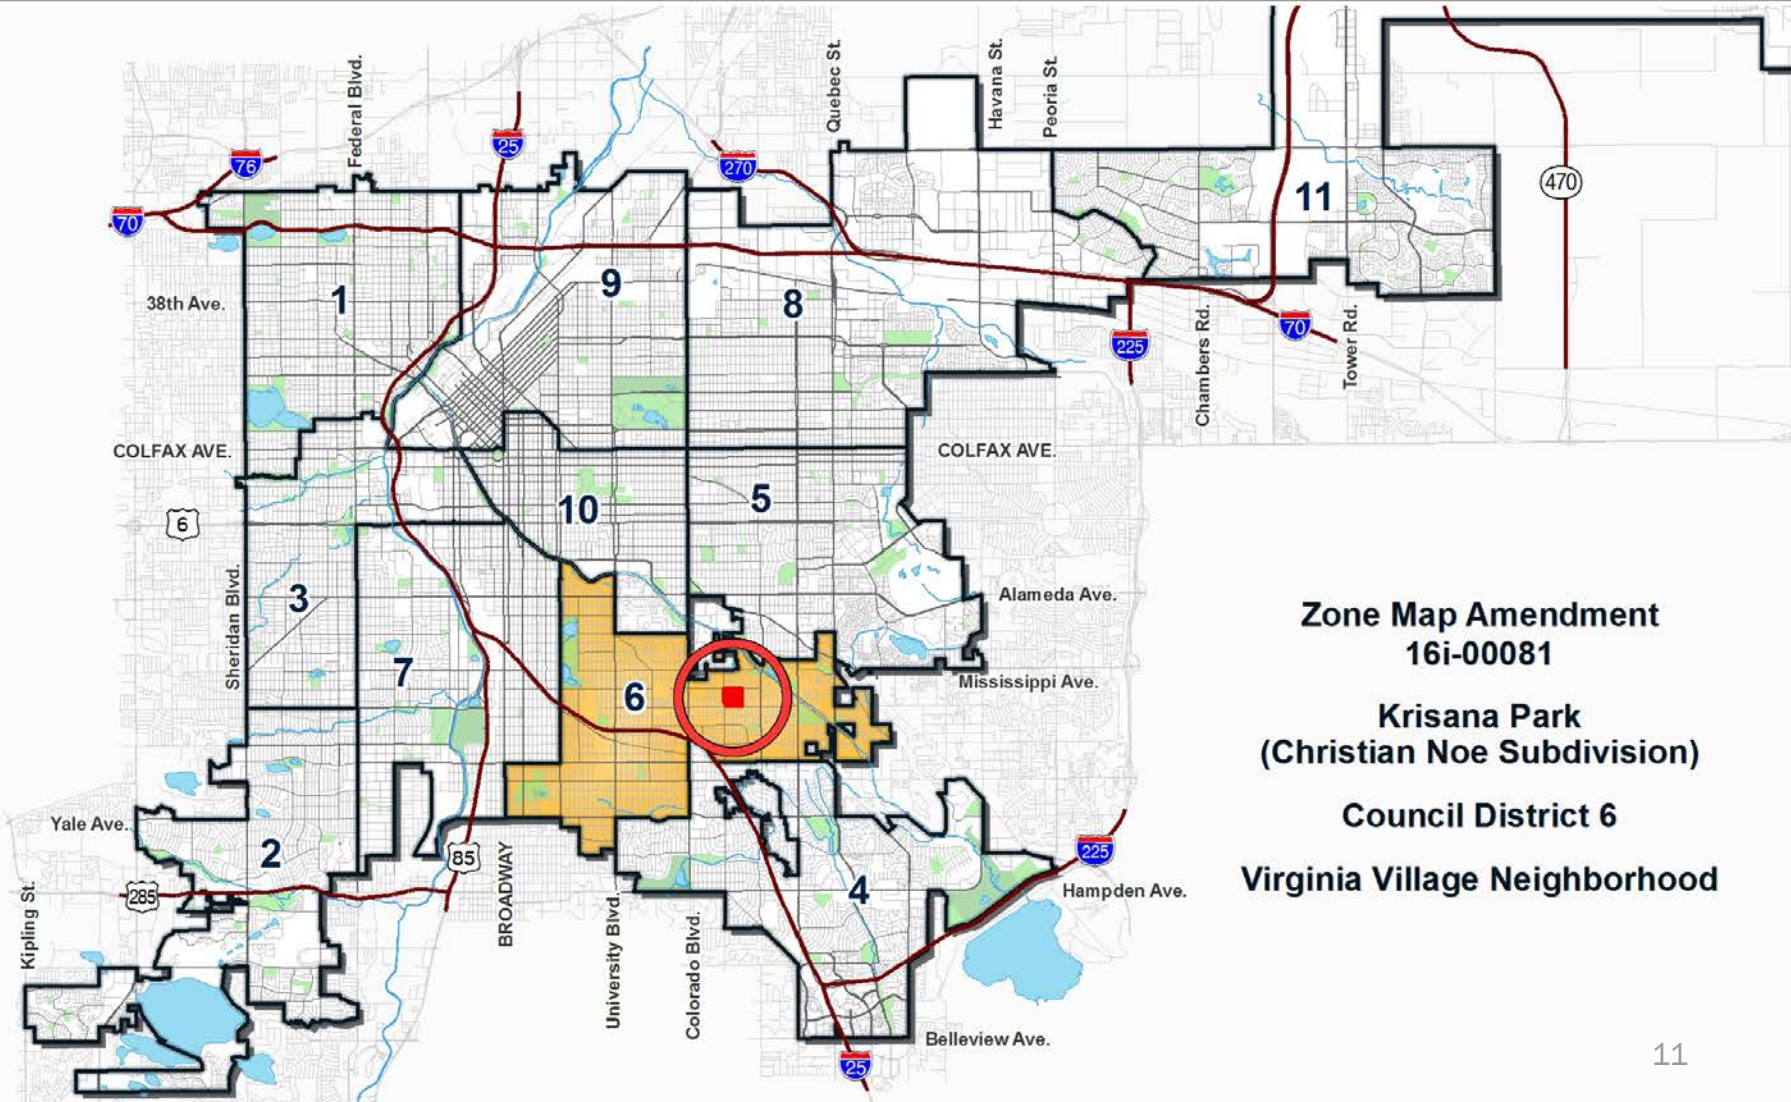 Federal Blvd.
Quebec St.
Havana St.
Peoria St.
76
25
270
470
70
11
9
1
8
38th Ave.
225
70
Chambers Rd.
Tower Rd.
COLFAX AVE.
COLFAX AVE.
6
10
5
Sheridan Blvd.
3
Alameda Ave.
7
6
Mississippi Ave.
Zone Map Amendment
16i-00081
Krisana Park
(Christian Noe Subdivision)
Council District 6
Virginia Village Neighborhood
Yale Ave.
2
85
BROADWAY
285
Kipling St.
University Blvd.
Colorado Blvd.
4
225
Hampden Ave.
Belleview Ave.
25
11